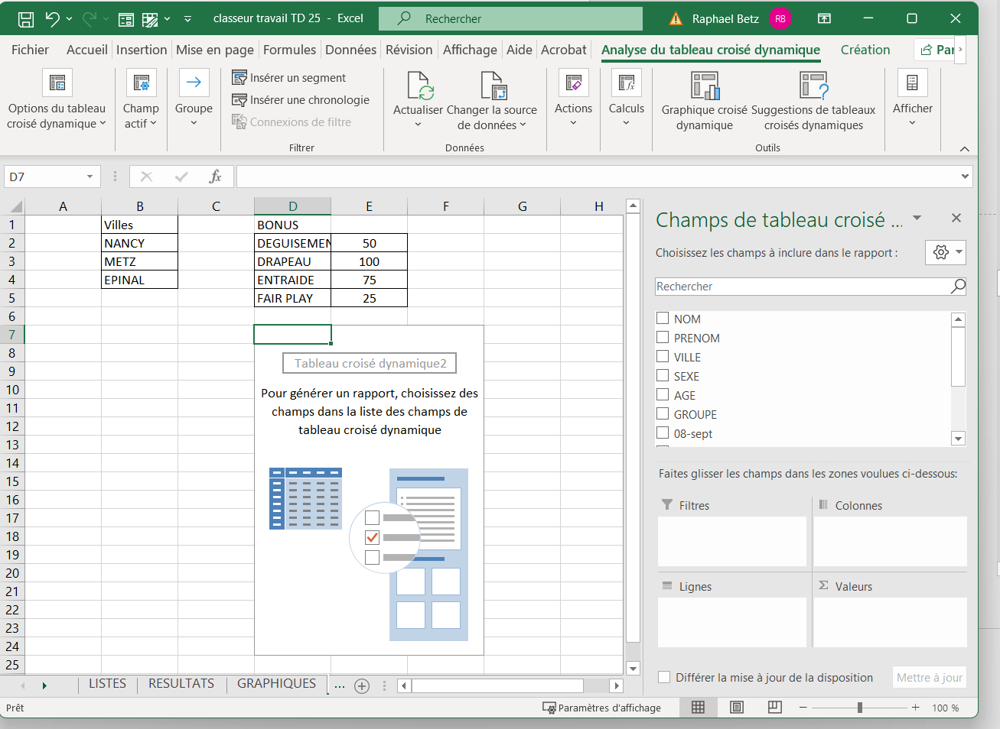 classeur travail TD 25 - Excel
Rechercher
Raphael Betz
RB
Fichier Accueil Insertion Mise en page Formules Données Révision Affichage Aide Acrobat Analyse du tableau croisé dynamique Création
Options du tableau
croisé dynamique
Champ
actif
Groupe
Insérer un segment
Insérer une chronologie
Connexions de filtre
Filtrer
Actualiser
Changer la source
de données
Données
Actions
Calculs
Graphique croisé
dynamique
Suggestions de tableaux
croisés dynamiques
Outils
Afficher
D7
fx
A B C D E F G H
1 Villes BONUS
2 NANCY DEGUISEMEN 50
3 METZ DRAPEAU 100
4 EPINAL ENTRAIDE 75
5 FAIR PLAY 25
6
7
8
9
10
11
12
13
14
15
16
17
18
19
20
21
22
23
24
25
Tableau croisé dynamique2
Pour générer un rapport, choisissez des
champs dans la liste des champs de
tableau croisé dynamique
Champs de tableau croisé ...
Choisissez les champs à inclure dans le rapport :
Rechercher
NOM
PRENOM
VILLE
SEXE
AGE
GROUPE
08-sept
Faites glisser les champs dans les zones voulues ci-dessous:
Filtres
Colonnes
Lignes
Σ Valeurs
Différer la mise à jour de la disposition
Mettre à jour
LISTES RESULTATS GRAPHIQUES ...
Prêt
Paramètres d'affichage
100 %